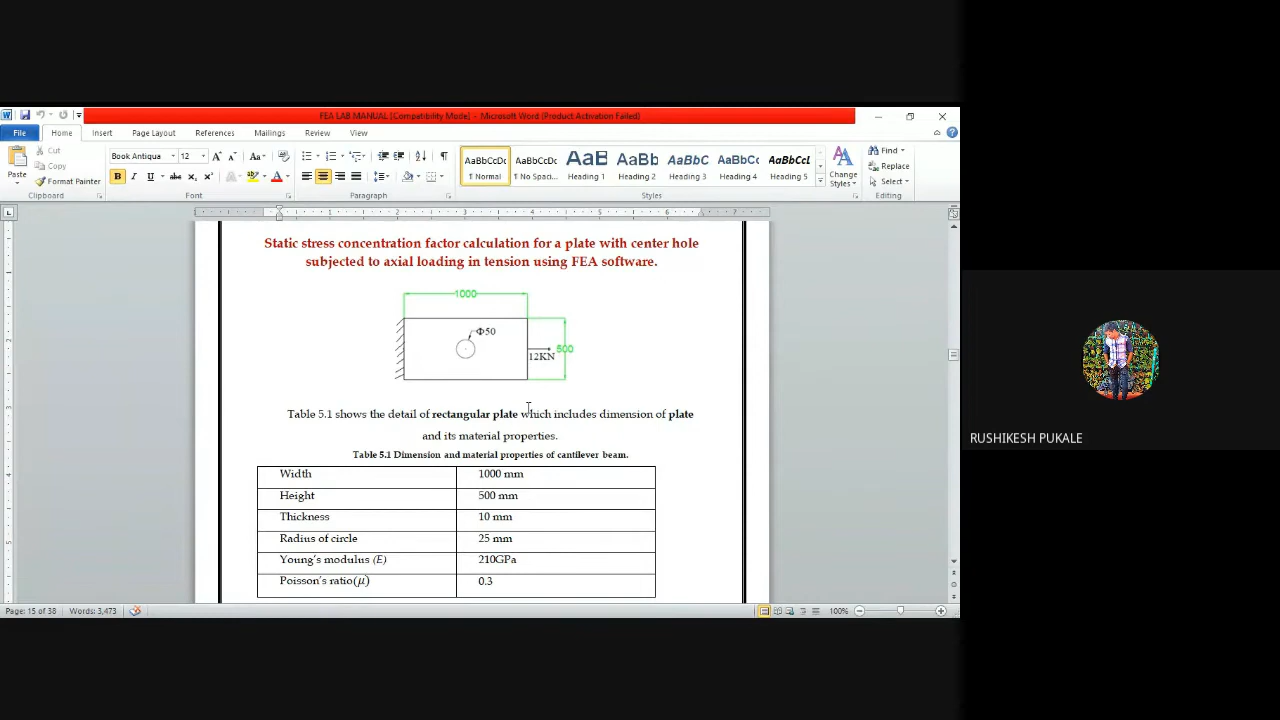 FEA LAB MANUAL [Compatibility Mode] - Microsoft Word (Product Activation Failed)
File Home Insert Page Layout References Mailings Review View
Paste
Cut
Copy
Format Painter
Clipboard
Book Antiqua 12
Font
Paragraph
AaBbCcDc AaBbCcDc AaB AaBb AaBbC AaBbCc AaBbCcL
¶ Normal ¶ No Spaci... Heading 1 Heading 2 Heading 3 Heading 4 Heading 5
Change Styles
Styles
Find
Replace
Select
Editing
Static stress concentration factor calculation for a plate with center hole
subjected to axial loading in tension using FEA software.
1000
Φ50
12KN
500
Table 5.1 shows the detail of rectangular plate which includes dimension of plate
and its material properties.
Table 5.1 Dimension and material properties of cantilever beam.
Width 1000 mm
Height 500 mm
Thickness 10 mm
Radius of circle 25 mm
Young's modulus (E) 210GPa
Poisson's ratio(μ) 0.3
Page: 15 of 38 Words: 3,473 100%
RUSHIKESH PUKALE